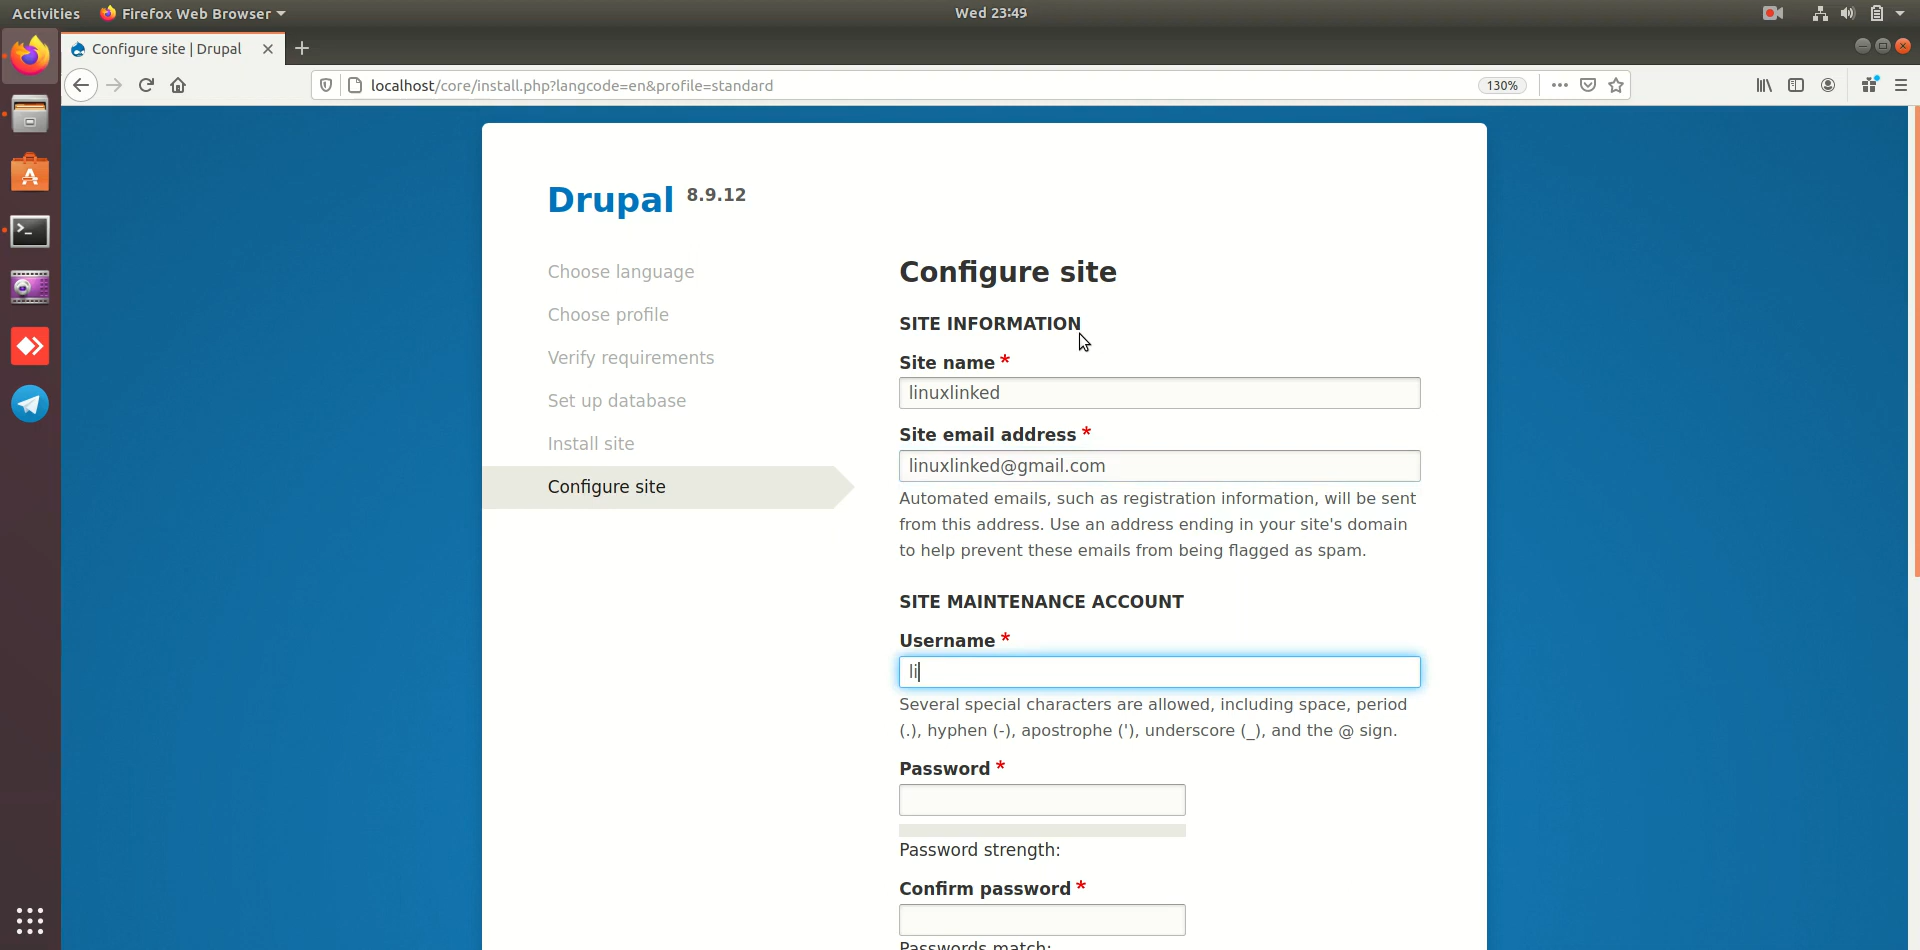 Activities Firefox Web Browser Wed 23:49
Configure site | Drupal
localhost/core/install.php?langcode=en&profile=standard 130%
Drupal 8.9.12
Choose language
Choose profile
Verify requirements
Set up database
Install site
Configure site
Configure site
SITE INFORMATION
Site name *
linuxlinked
Site email address *
linuxlinked@gmail.com
Automated emails, such as registration information, will be sent
from this address. Use an address ending in your site's domain
to help prevent these emails from being flagged as spam.
SITE MAINTENANCE ACCOUNT
Username *
li
Several special characters are allowed, including space, period
(.), hyphen (-), apostrophe ('), underscore (_), and the @ sign.
Password *
Password strength:
Confirm password *
Passwords match: